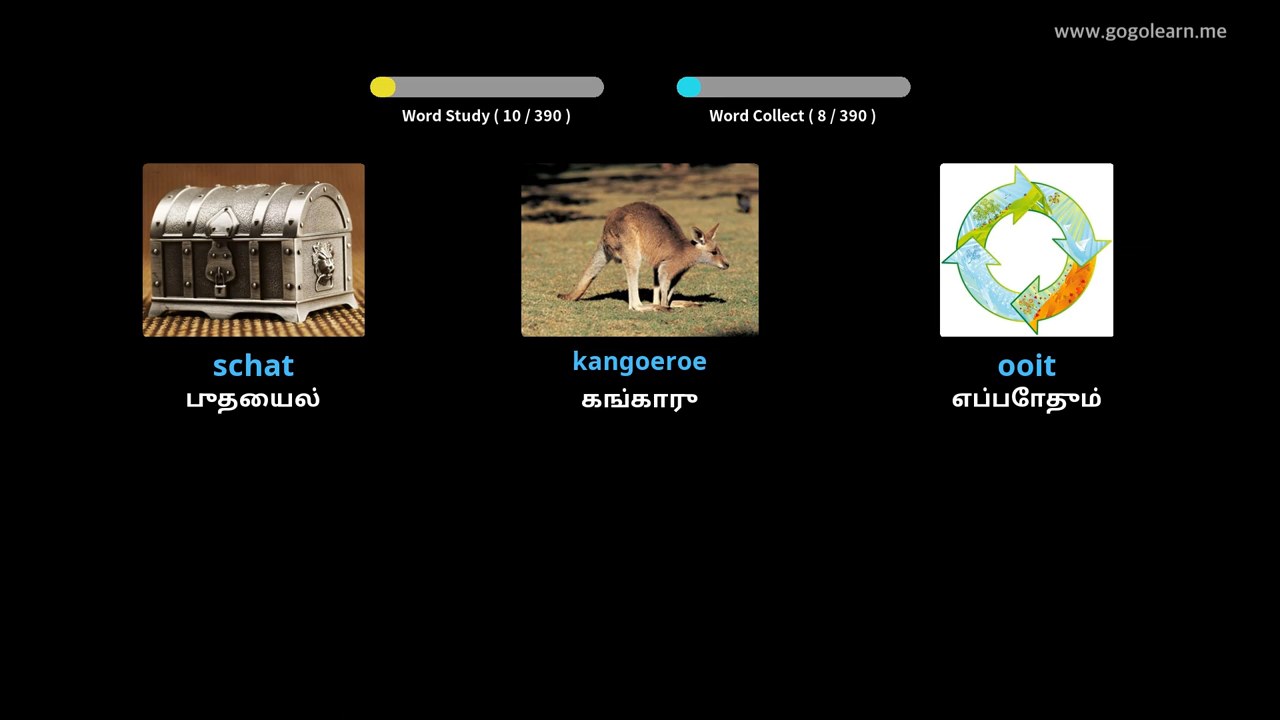 www.gogolearn.me
Word Study ( 10 / 390 )
Word Collect ( 8 / 390 )
schat
kangoeroe
ooit
புதையல்
கங்காரு
எப்போதும்